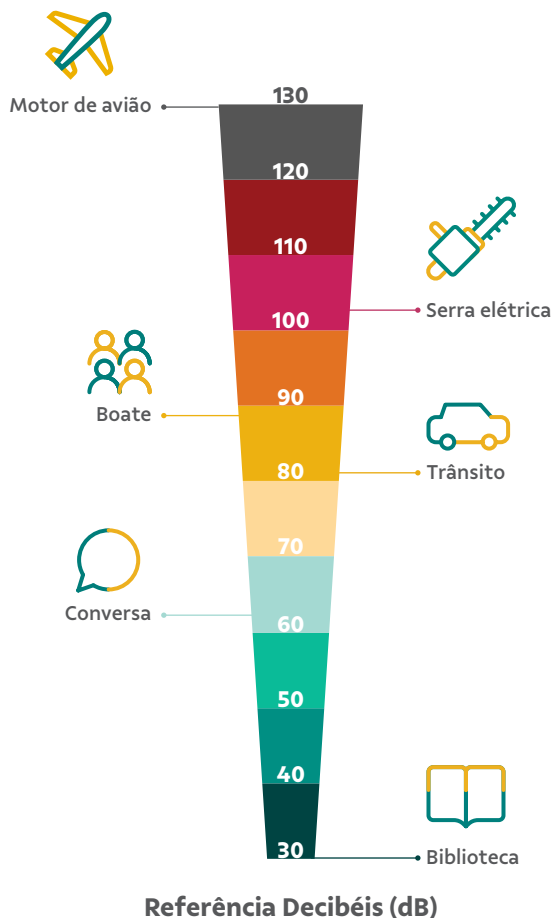 Motor de avião
130
120
110
Serra elétrica
100
90
Boate
Trânsito
80
70
Conversa
60
50
40
30
Biblioteca
Referência Decibéis (dB)